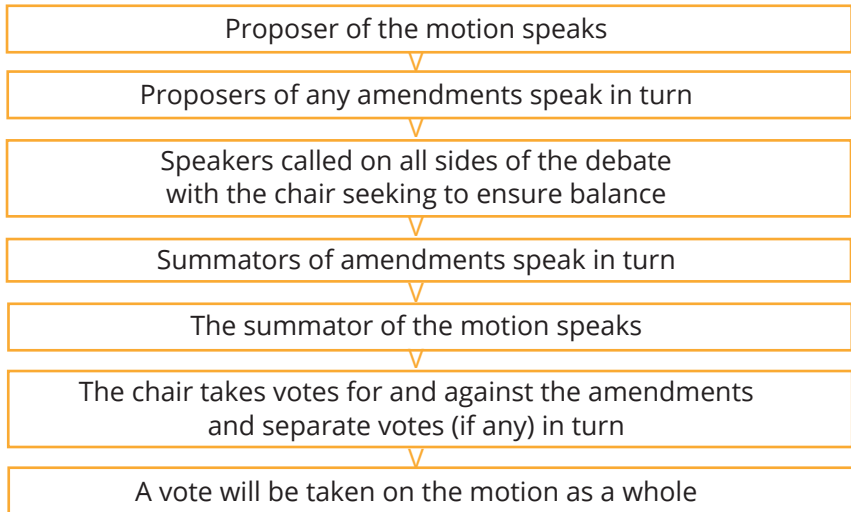 Proposer of the motion speaks
Proposers of any amendments speak in turn
Speakers called on all sides of the debate
with the chair seeking to ensure balance
Summators of amendments speak in turn
The summator of the motion speaks
The chair takes votes for and against the amendments
and separate votes (if any) in turn
A vote will be taken on the motion as a whole